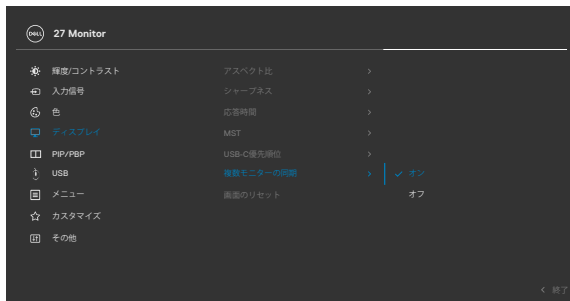 DELL 27 Monitor
輝度/コントラスト アスペクト比
入力信号 シャープネス
色 応答時間
ディスプレイ MST
PIP/PBP USB-C優先順位
USB 複数モニターの同期 オン
メニュー 画面のリセット オフ
カスタマイズ
その他
終了